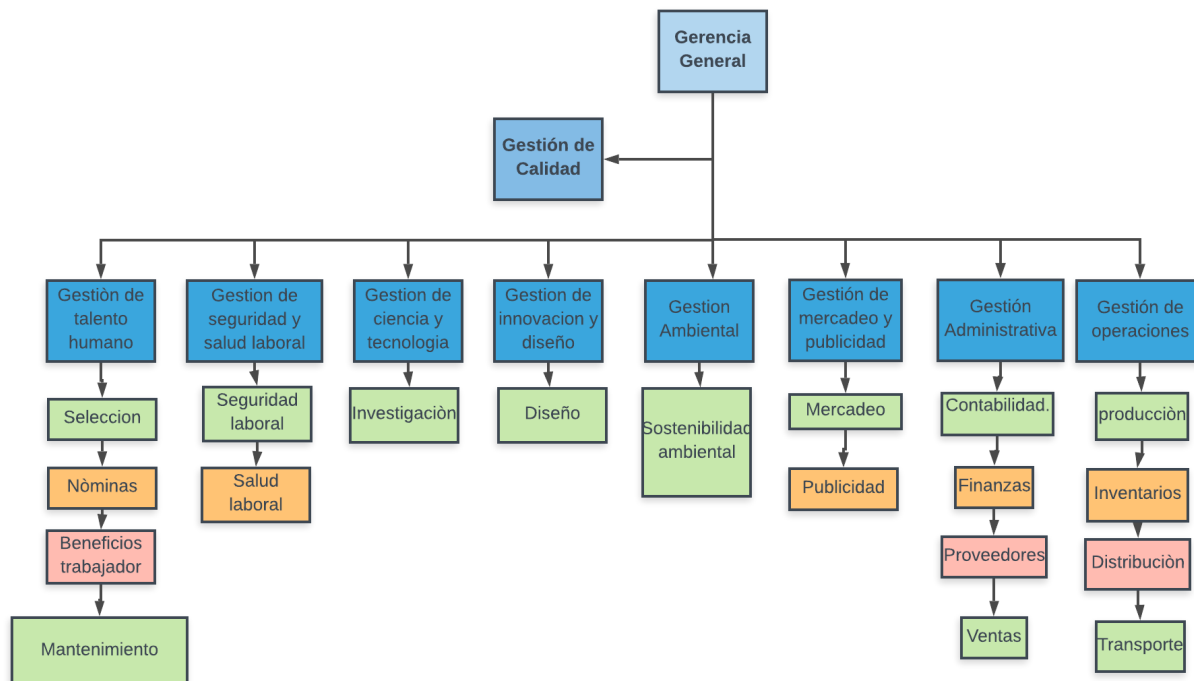 Gerencia
General
Gestión de
Calidad
Gestiòn de
talento
humano
Gestion de
seguridad y
salud laboral
Gestion de
ciencia y
tecnologia
Gestion de
innovacion y
diseño
Gestion
Ambiental
Gestión de
mercadeo y
publicidad
Gestión
Administrativa
Gestión de
operaciones
Seleccion
Seguridad
laboral
Investigaciòn
Diseño
Sostenibilidad
ambiental
Mercadeo
Contabilidad.
producciòn
Nòminas
Salud
laboral
Publicidad
Finanzas
Inventarios
Beneficios
trabajador
Proveedores
Distribuciòn
Mantenimiento
Ventas
Transporte